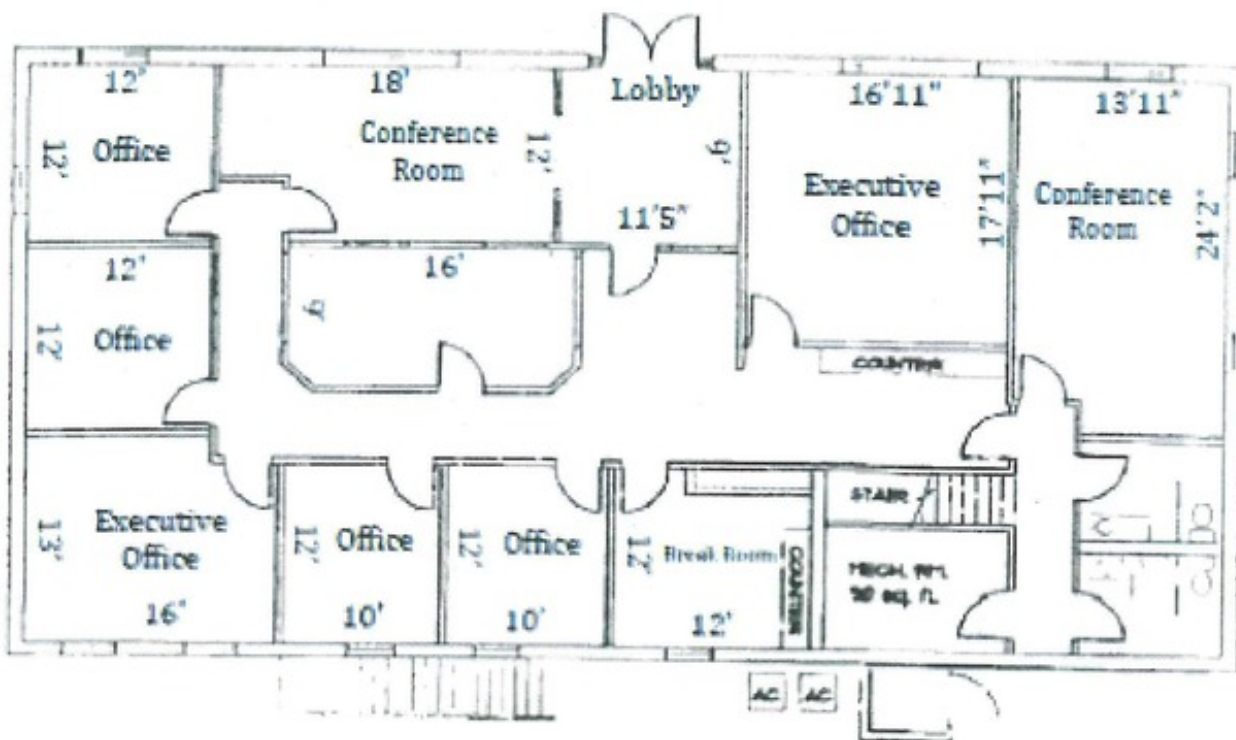 12'
18'
Lobby
16'11"
13'11"
12'
Office
Conference
Room
12'
9'
Executive
Office
17'11"
Conference
Room
24'2"
11'5"
12'
16'
12'
Office
9'
COUNTER
Executive
Office
13'
16'
12'
Office
10'
12'
Office
10'
12'
Break Room
COUNTER
12'
STAIR
MECH. RM.
AC
AC